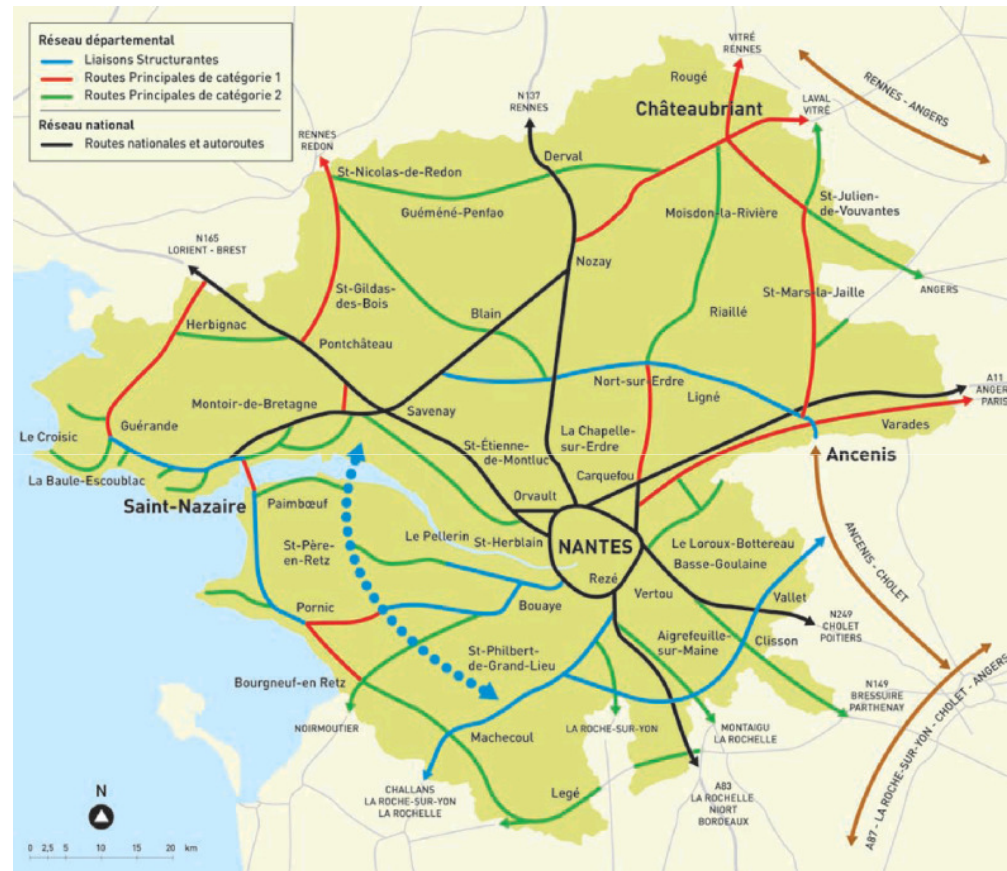 Réseau départemental
Liaisons Structurantes
Routes Principales de catégorie 1
Routes Principales de catégorie 2
Réseau national
Routes nationales et autoroutes
VITRÉ
RENNES
RENNES - ANGERS
Rougé
Châteaubriant
LAVAL
VITRÉ
N137
RENNES
RENNES
REDON
Derval
St-Nicolas-de-Redon
Guéméné-Penfao
Moisdon-la-Rivière
St-Julien-
de-Vouvantes
N165
LORIENT - BREST
Nozay
ANGERS
St-Gildas-
des-Bois
St-Mars-la-Jaille
Herbignac
Blain
Riaillé
Pontchâteau
A11
ANGERS
PARIS
Nort-sur-Erdre
Ligné
Montoir-de-Bretagne
Savenay
Guérande
Le Croisic
La Chapelle-
sur-Erdre
Varades
St-Étienne-
de-Montluc
Ancenis
La Baule-Escoublac
Carquefou
Saint-Nazaire
Orvault
Paimbœuf
Le Pellerin
St-Herblain
NANTES
Le Loroux-Bottereau
Basse-Goulaine
St-Père-
en-Retz
ANCENIS - CHOLET
Rezé
Vertou
Vallet
Pornic
Bouaye
N249
CHOLET
POITIERS
Aigrefeuille-
sur-Maine
Clisson
St-Philbert-
de-Grand-Lieu
Bourgneuf-en Retz
N149
BRESSUIRE
PARTHENAY
NOIRMOUTIER
LA ROCHE-SUR-YON
MONTAIGU
LA ROCHELLE
Machecoul
A87 - LA ROCHE-SUR-YON - CHOLET - ANGERS
CHALLANS
LA ROCHE-SUR-YON
LA ROCHELLE
Legé
A83
LA ROCHELLE
NIORT
BORDEAUX
N
0 2,5 5 10 15 20 km